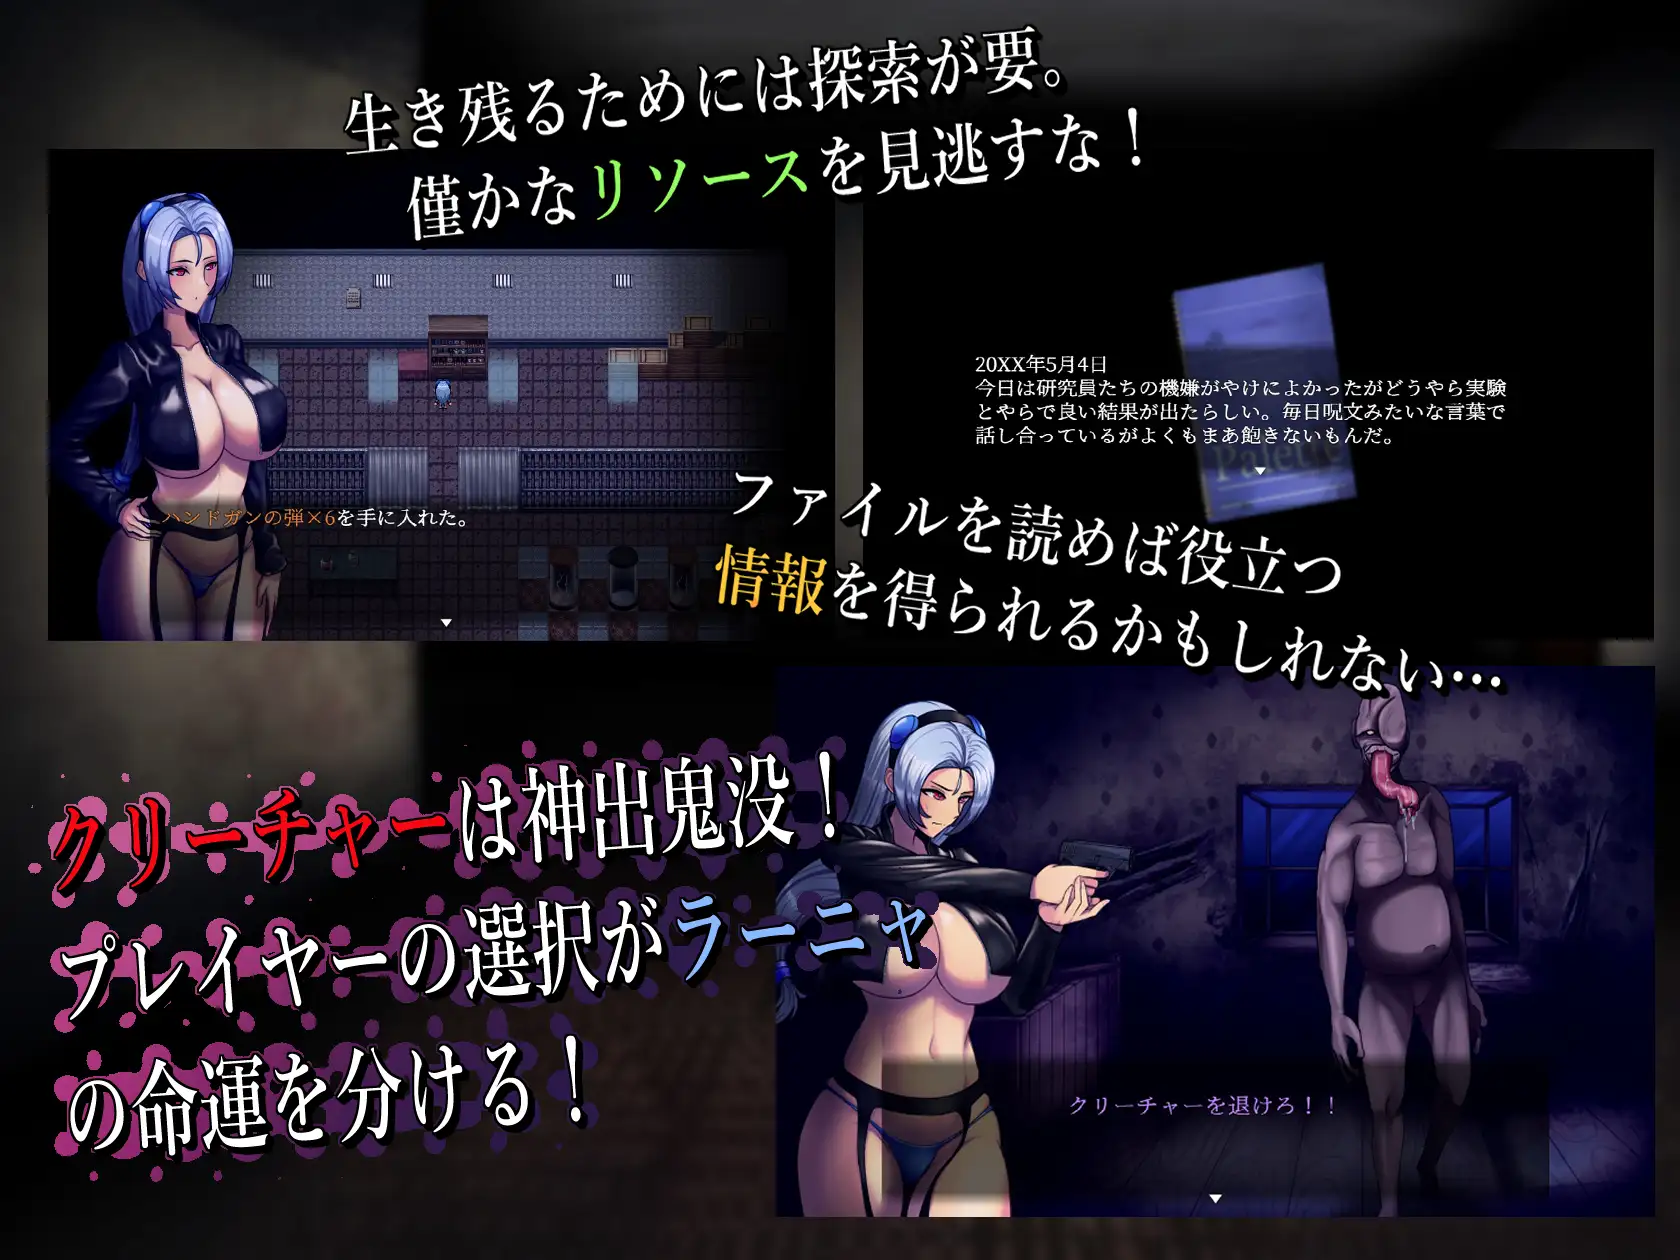 生き残るためには探索が要。
僅かなリソースを見逃すな！
ハンドガンの弾×6を手に入れた。
20XX年5月4日
今日は研究員たちの機嫌がやけによかったがどうやら実験
とやらで良い結果が出たらしい。毎日呪文みたいな言葉で
話し合っているがよくもまあ飽きないもんだ。
Palette
ファイルを読めば役立つ
情報を得られるかもしれない…
クリーチャーは神出鬼没！
プレイヤーの選択がラーニャ
の命運を分ける！
クリーチャーを退けろ！！